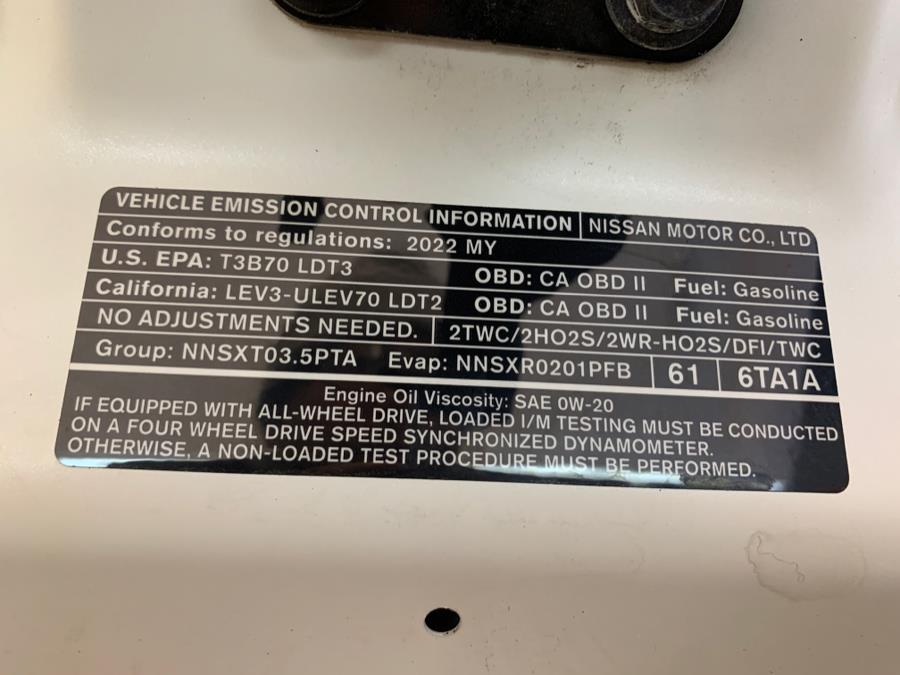 VEHICLE EMISSION CONTROL INFORMATION NISSAN MOTOR CO., LTD
Conforms to regulations: 2022 MY
U.S. EPA: T3B70 LDT3 OBD: CA OBD II Fuel: Gasoline
California: LEV3-ULEV70 LDT2 OBD: CA OBD II Fuel: Gasoline
NO ADJUSTMENTS NEEDED. 2TWC/2HO2S/2WR-HO2S/DFI/TWC
Group: NNSXT03.5PTA Evap: NNSXR0201PFB 61 6TA1A
Engine Oil Viscosity: SAE 0W-20
IF EQUIPPED WITH ALL-WHEEL DRIVE, LOADED I/M TESTING MUST BE CONDUCTED
ON A FOUR WHEEL DRIVE SPEED SYNCHRONIZED DYNAMOMETER.
OTHERWISE, A NON-LOADED TEST PROCEDURE MUST BE PERFORMED.